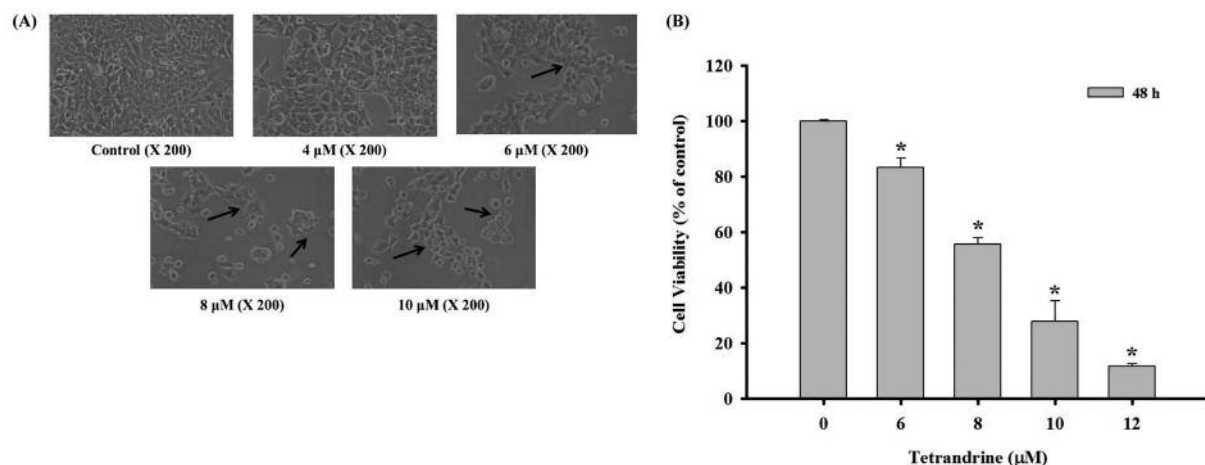 (A)
Control (X 200)
4 μM (X 200)
6 μM (X 200)
8 μM (X 200)
10 μM (X 200)
(B)
120
100
80
60
40
20
0
Cell Viability (% of control)
48 h
*
*
*
*
0 6 8 10 12
Tetrandrine (μM)